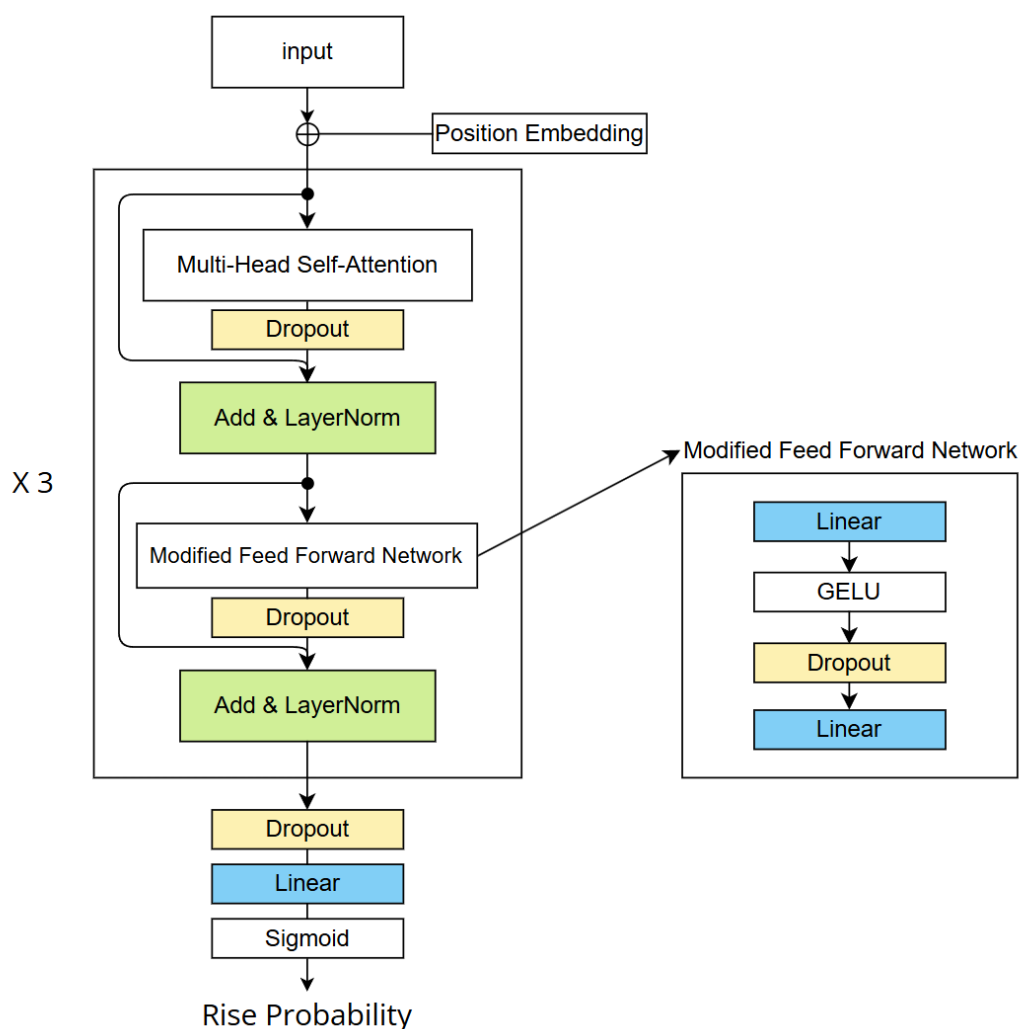 input
Position Embedding
Multi-Head Self-Attention
Dropout
Add & LayerNorm
X 3
Modified Feed Forward Network
Dropout
Add & LayerNorm
Dropout
Linear
Sigmoid
Rise Probability
Modified Feed Forward Network
Linear
GELU
Dropout
Linear